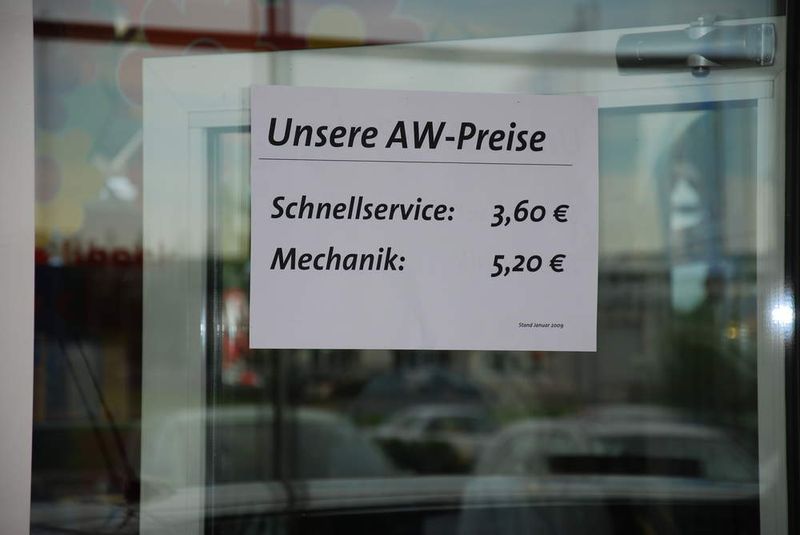 Unsere AW-Preise
Schnellservice: 3,60 €
Mechanik: 5,20 €
Stand Januar 2009